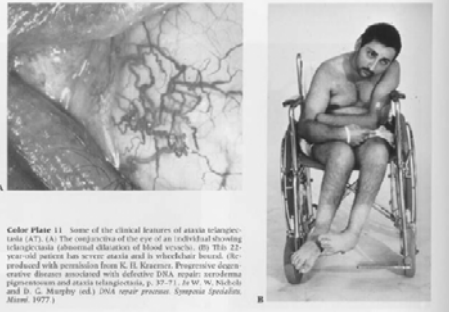 A
Color Plate 11 Some of the clinical features of ataxia telangiec-
tasia (AT). (A) The conjunctiva of the eye of an individual showing
telangiectasia (abnormal dilatation of blood vessels). (B) This 22-
year-old patient has severe ataxia and is wheelchair bound. (Re-
produced with permission from K. H. Kraemer. Progressive degen-
erative diseases associated with defective DNA repair: xeroderma
pigmentosum and ataxia telangiectasia, p. 37-71. In W. W. Nichols
and D. G. Murphy (ed.) DNA repair processes. Symposia Specialists,
Miami. 1977.)
B